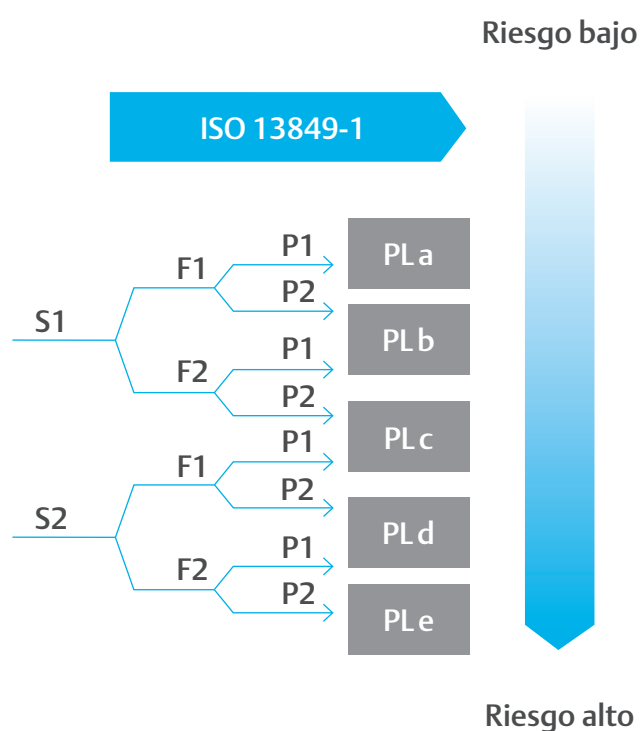 Riesgo bajo
ISO 13849-1
P1
PL a
F1
P2
S1
PL b
P1
F2
P2
PL c
P1
F1
P2
S2
PL d
P1
F2
P2
PL e
Riesgo alto